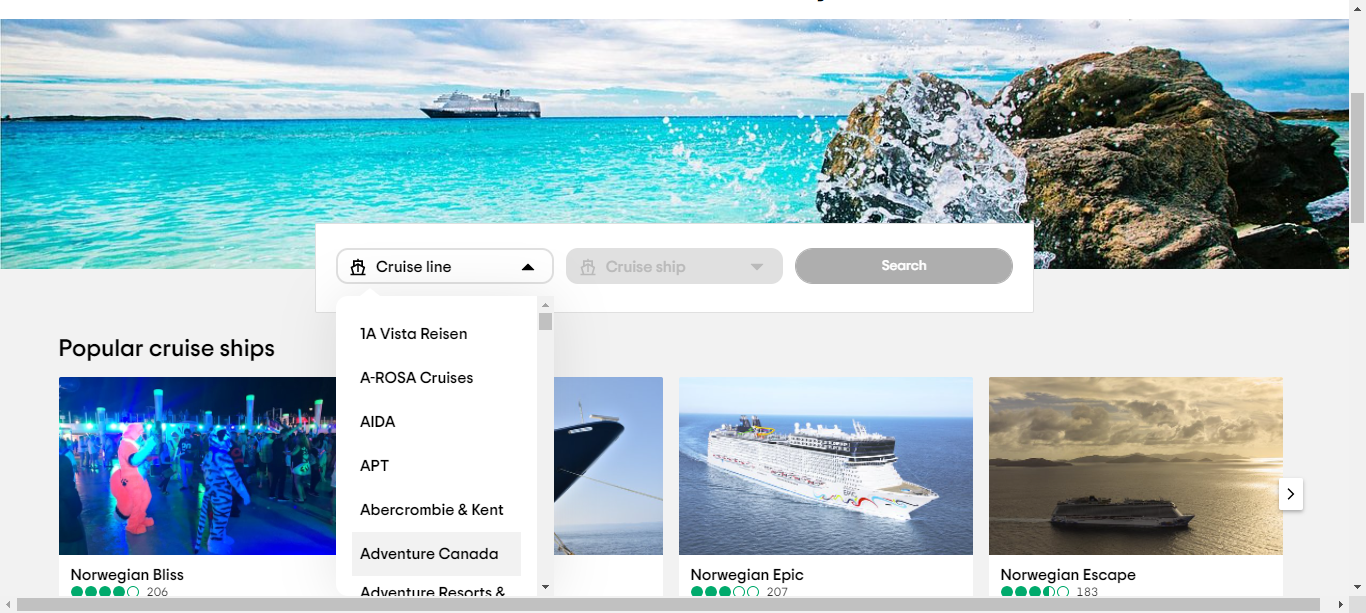 Cruise line
Cruise ship
Search
1A Vista Reisen
A-ROSA Cruises
AIDA
APT
Abercrombie & Kent
Adventure Canada
Adventure Resorts &
Popular cruise ships
Norwegian Bliss
206
Norwegian Epic
207
Norwegian Escape
183